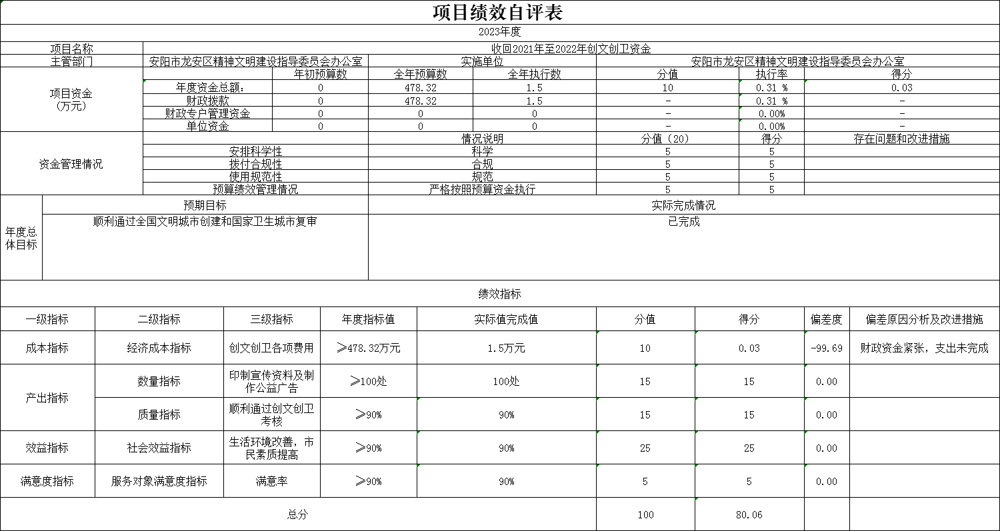 项目绩效自评表
2023年度
项目名称 收回2021年至2022年创文创卫资金
主管部门 安阳市龙安区精神文明建设指导委员会办公室 实施单位 安阳市龙安区精神文明建设指导委员会办公室
项目资金
(万元)
年初预算数 全年预算数 全年执行数 分值 执行率 得分
年度资金总额: 0 478.32 1.5 10 0.31 % 0.03
财政拨款 0 478.32 1.5 - 0.31 % -
财政专户管理资金 0 0 0 - 0.00% -
单位资金 0 0 0 - 0.00% -
资金管理情况
情况说明 分值（20） 得分 存在问题和改进措施
安排科学性 科学 5 5
拨付合规性 合规 5 5
使用规范性 规范 5 5
预算绩效管理情况 严格按照预算资金执行 5 5
年度总
体目标
预期目标 实际完成情况
顺利通过全国文明城市创建和国家卫生城市复审 已完成
绩效指标
一级指标 二级指标 三级指标 年度指标值 实际值完成值 分值 得分 偏差度 偏差原因分析及改进措施
成本指标 经济成本指标 创文创卫各项费用 ≥478.32万元 1.5万元 10 0.03 -99.69 财政资金紧张，支出未完成
产出指标
数量指标 印制宣传资料及制
作公益广告 ≥100处 100处 15 15 0.00
质量指标 顺利通过创文创卫
考核 ≥90% 90% 15 15 0.00
效益指标 社会效益指标 生活环境改善，市
民素质提高 ≥90% 90% 25 25 0.00
满意度指标 服务对象满意度指标 满意率 ≥90% 90% 5 5 0.00
总分 100 80.06